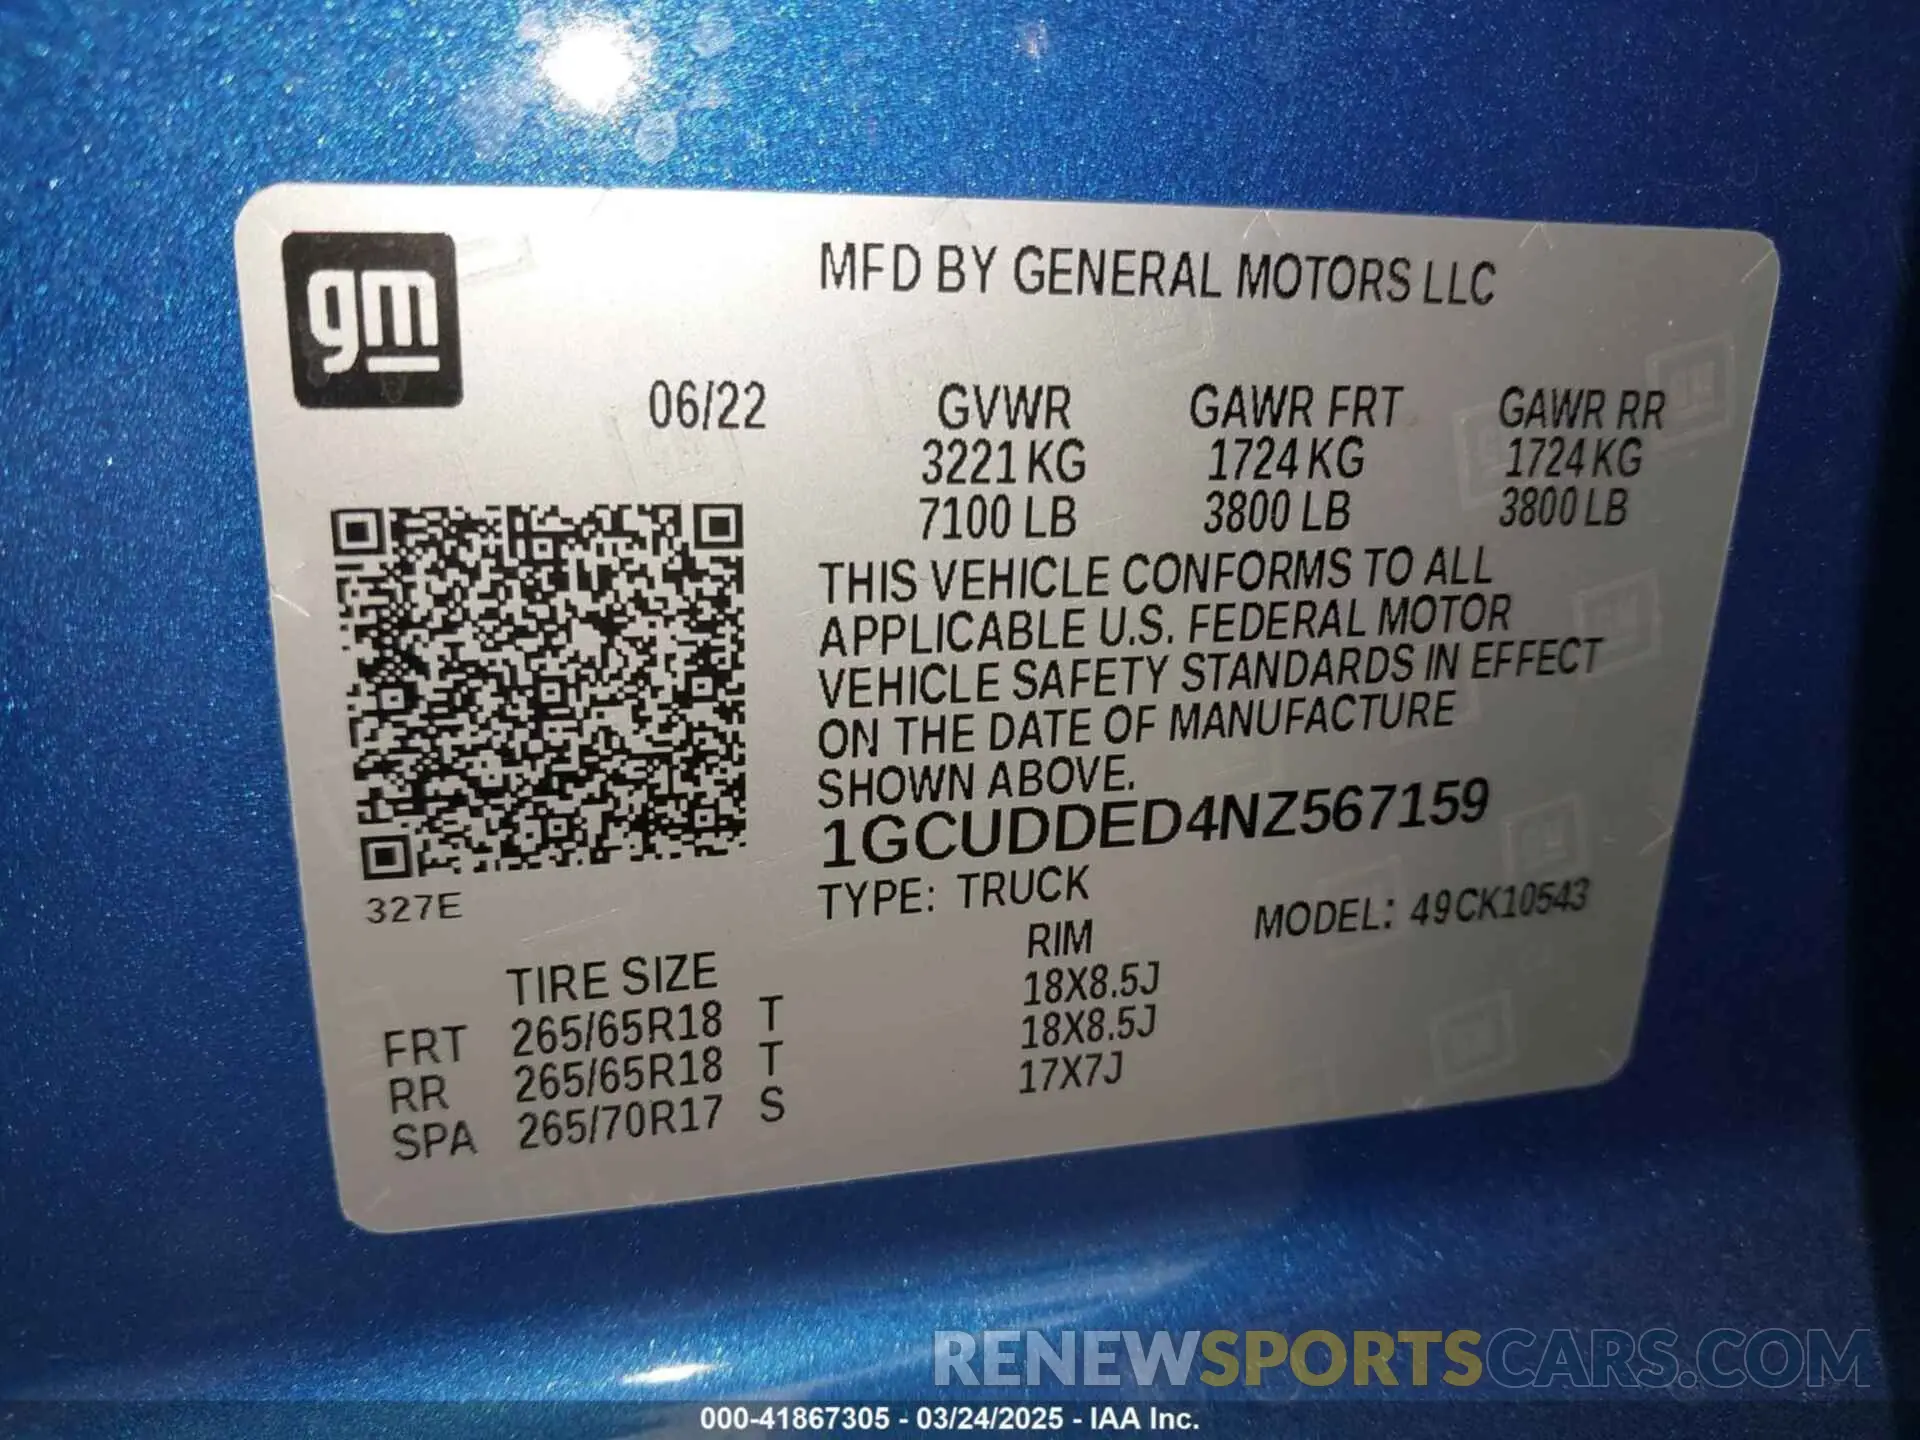 gm
MFD BY GENERAL MOTORS LLC
06/22 GVWR GAWR FRT GAWR RR
3221 KG 1724 KG 1724 KG
7100 LB 3800 LB 3800 LB
THIS VEHICLE CONFORMS TO ALL
APPLICABLE U.S. FEDERAL MOTOR
VEHICLE SAFETY STANDARDS IN EFFECT
ON THE DATE OF MANUFACTURE
SHOWN ABOVE.
1GCUDDED4NZ567159
327E
TYPE: TRUCK MODEL: 49CK10543
TIRE SIZE RIM
FRT 265/65R18 T 18X8.5J
RR 265/65R18 T 18X8.5J
SPA 265/70R17 S 17X7J
RENEWSPORTSCARS.COM
000-41867305 - 03/24/2025 - IAA Inc.